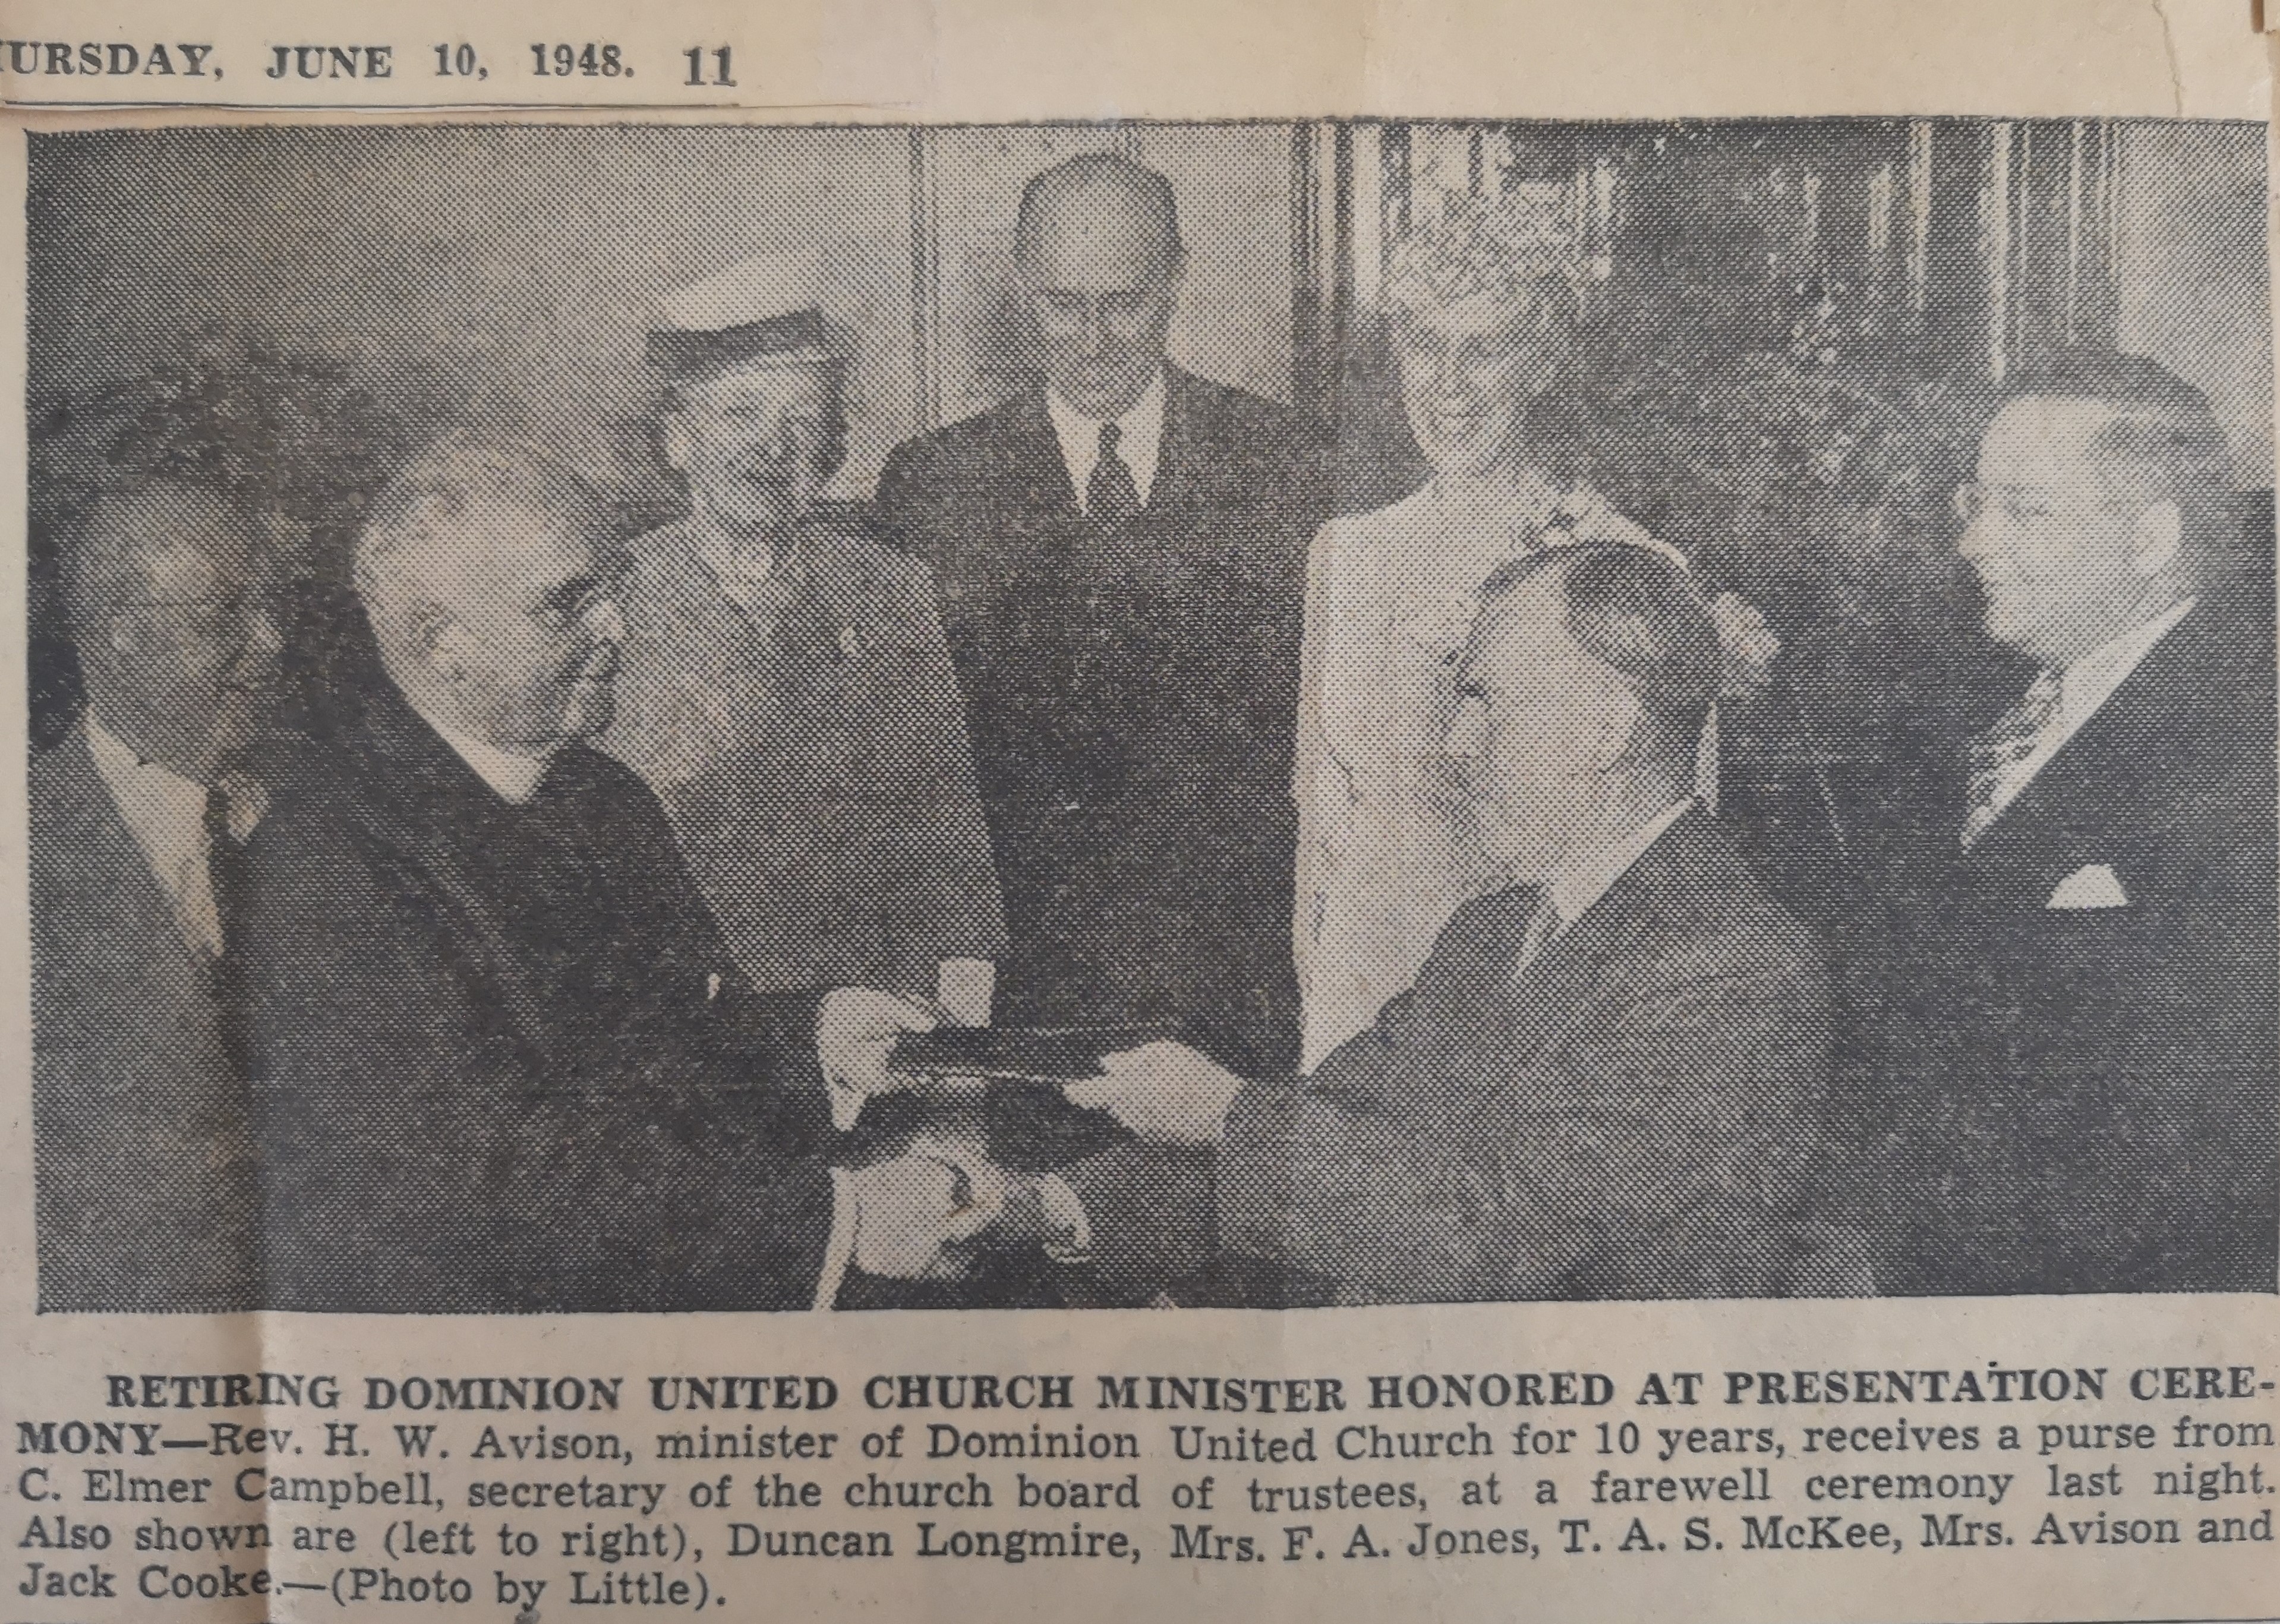 URSDAY, JUNE 10, 1948. 11
RETIRING DOMINION UNITED CHURCH MINISTER HONORED AT PRESENTATION CERE-
MONY—Rev. H. W. Avison, minister of Dominion United Church for 10 years, receives a purse from
C. Elmer Campbell, secretary of the church board of trustees, at a farewell ceremony last night.
Also shown are (left to right), Duncan Longmire, Mrs. F. A. Jones, T. A. S. McKee, Mrs. Avison and
Jack Cooke.—(Photo by Little).